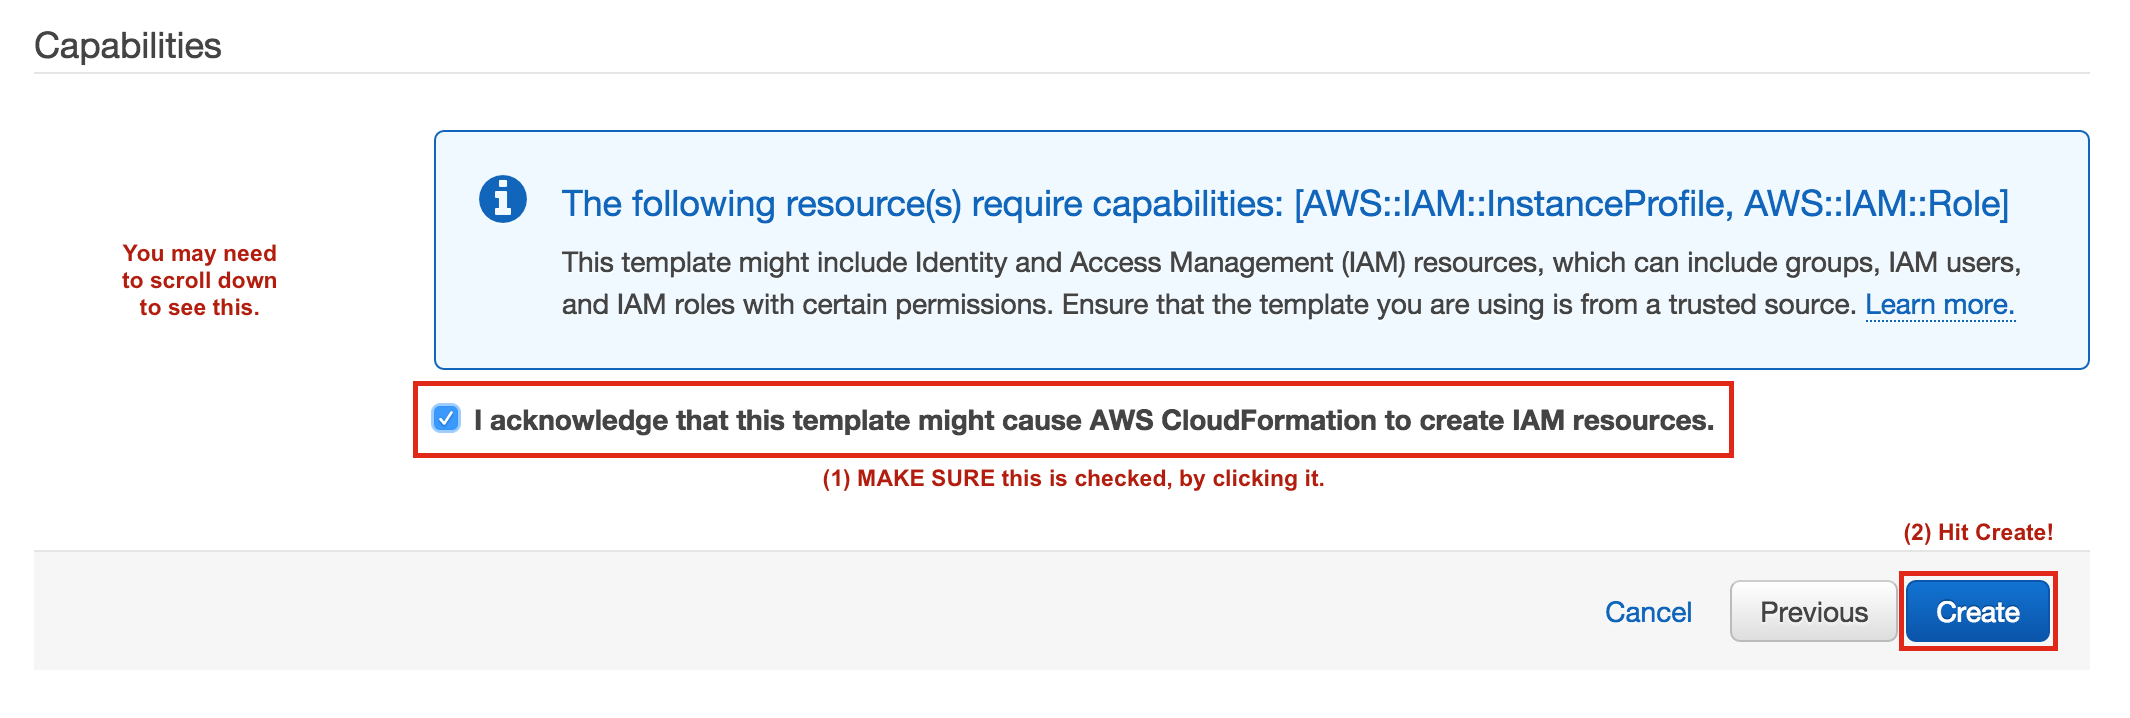 Capabilities
The following resource(s) require capabilities: [AWS::IAM::InstanceProfile, AWS::IAM::Role]
This template might include Identity and Access Management (IAM) resources, which can include groups, IAM users,
and IAM roles with certain permissions. Ensure that the template you are using is from a trusted source. Learn more.
You may need
to scroll down
to see this.
I acknowledge that this template might cause AWS CloudFormation to create IAM resources.
(1) MAKE SURE this is checked, by clicking it.
(2) Hit Create!
Cancel
Previous
Create